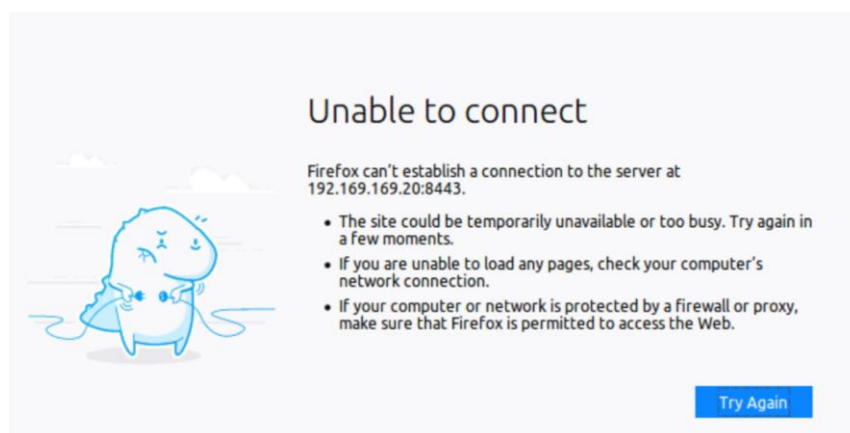 Unable to connect
Firefox can't establish a connection to the server at
192.169.169.20:8443.
• The site could be temporarily unavailable or too busy. Try again in
a few moments.
• If you are unable to load any pages, check your computer's
network connection.
• If your computer or network is protected by a firewall or proxy,
make sure that Firefox is permitted to access the Web.
Try Again